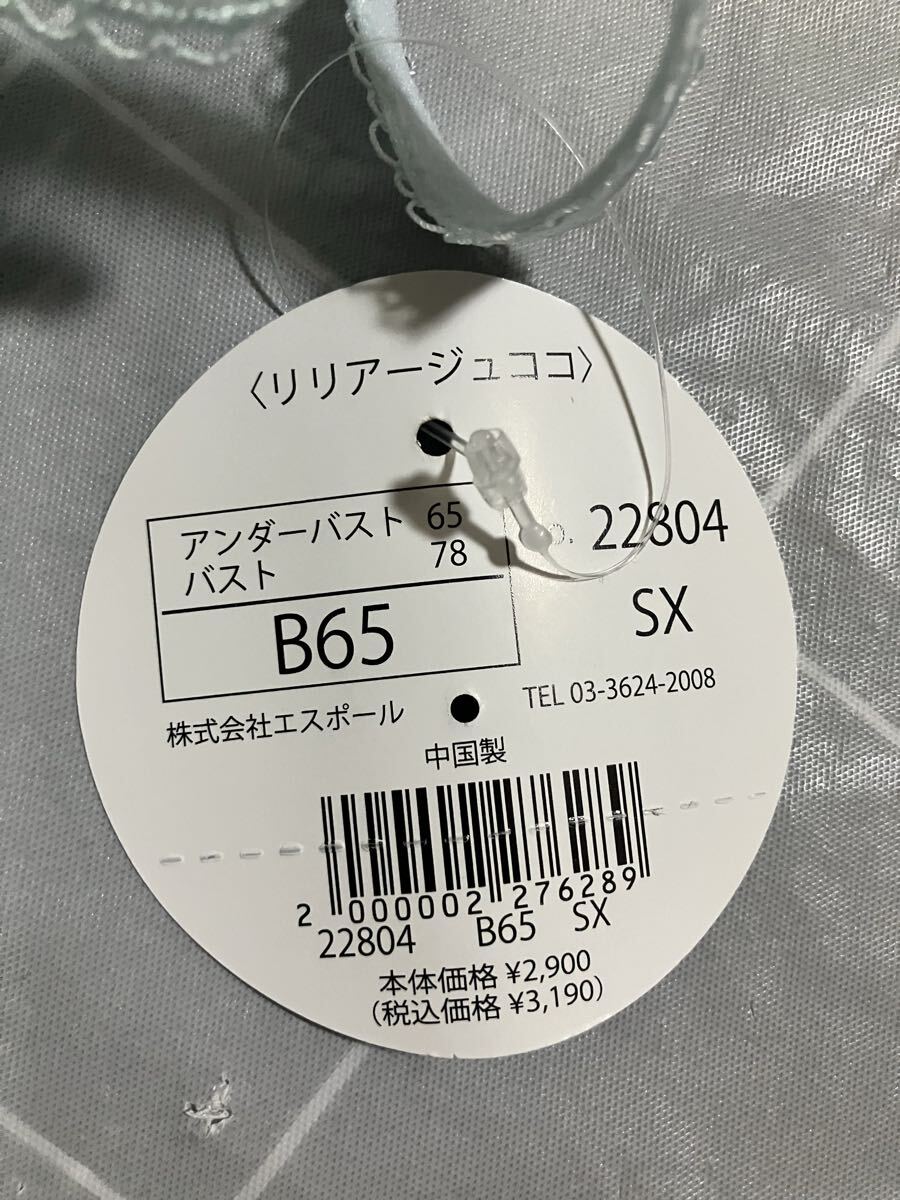 〈リリアージュココ〉
アンダーバスト 65
バスト 78
B65
o. 22804
SX
株式会社エスポール
TEL 03-3624-2008
中国製
2 000002 276289
22804 B65 SX
本体価格 ¥2,900
(税込価格 ¥3,190)